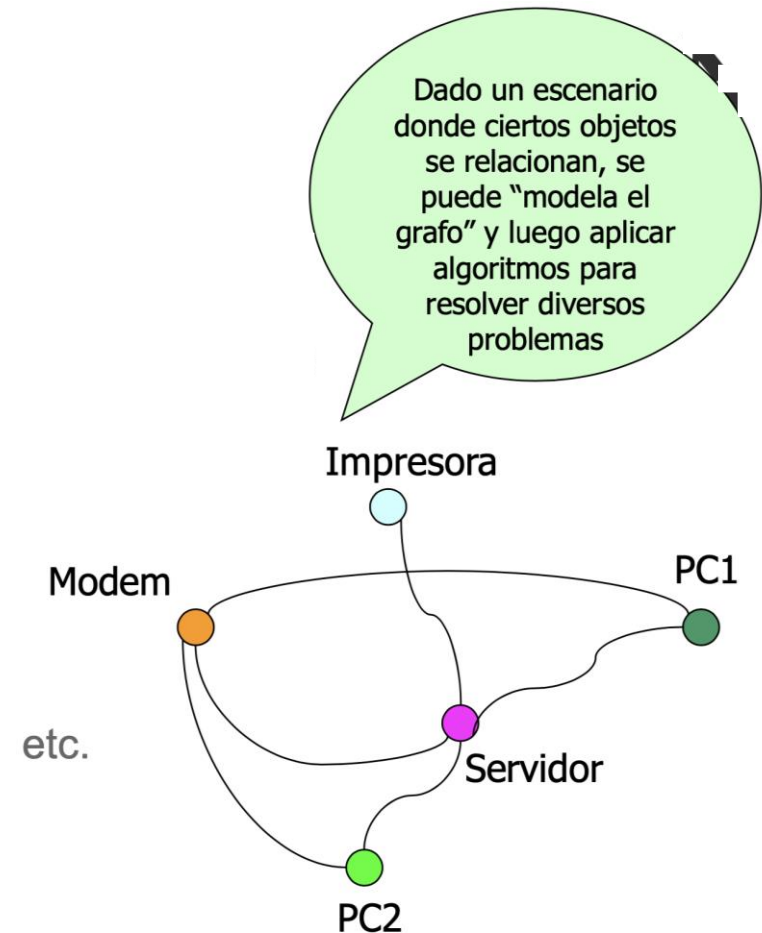 Dado un escenario
donde ciertos objetos
se relacionan, se
puede “modela el
grafo” y luego aplicar
algoritmos para
resolver diversos
problemas
Impresora
Modem
PC1
etc.
Servidor
PC2